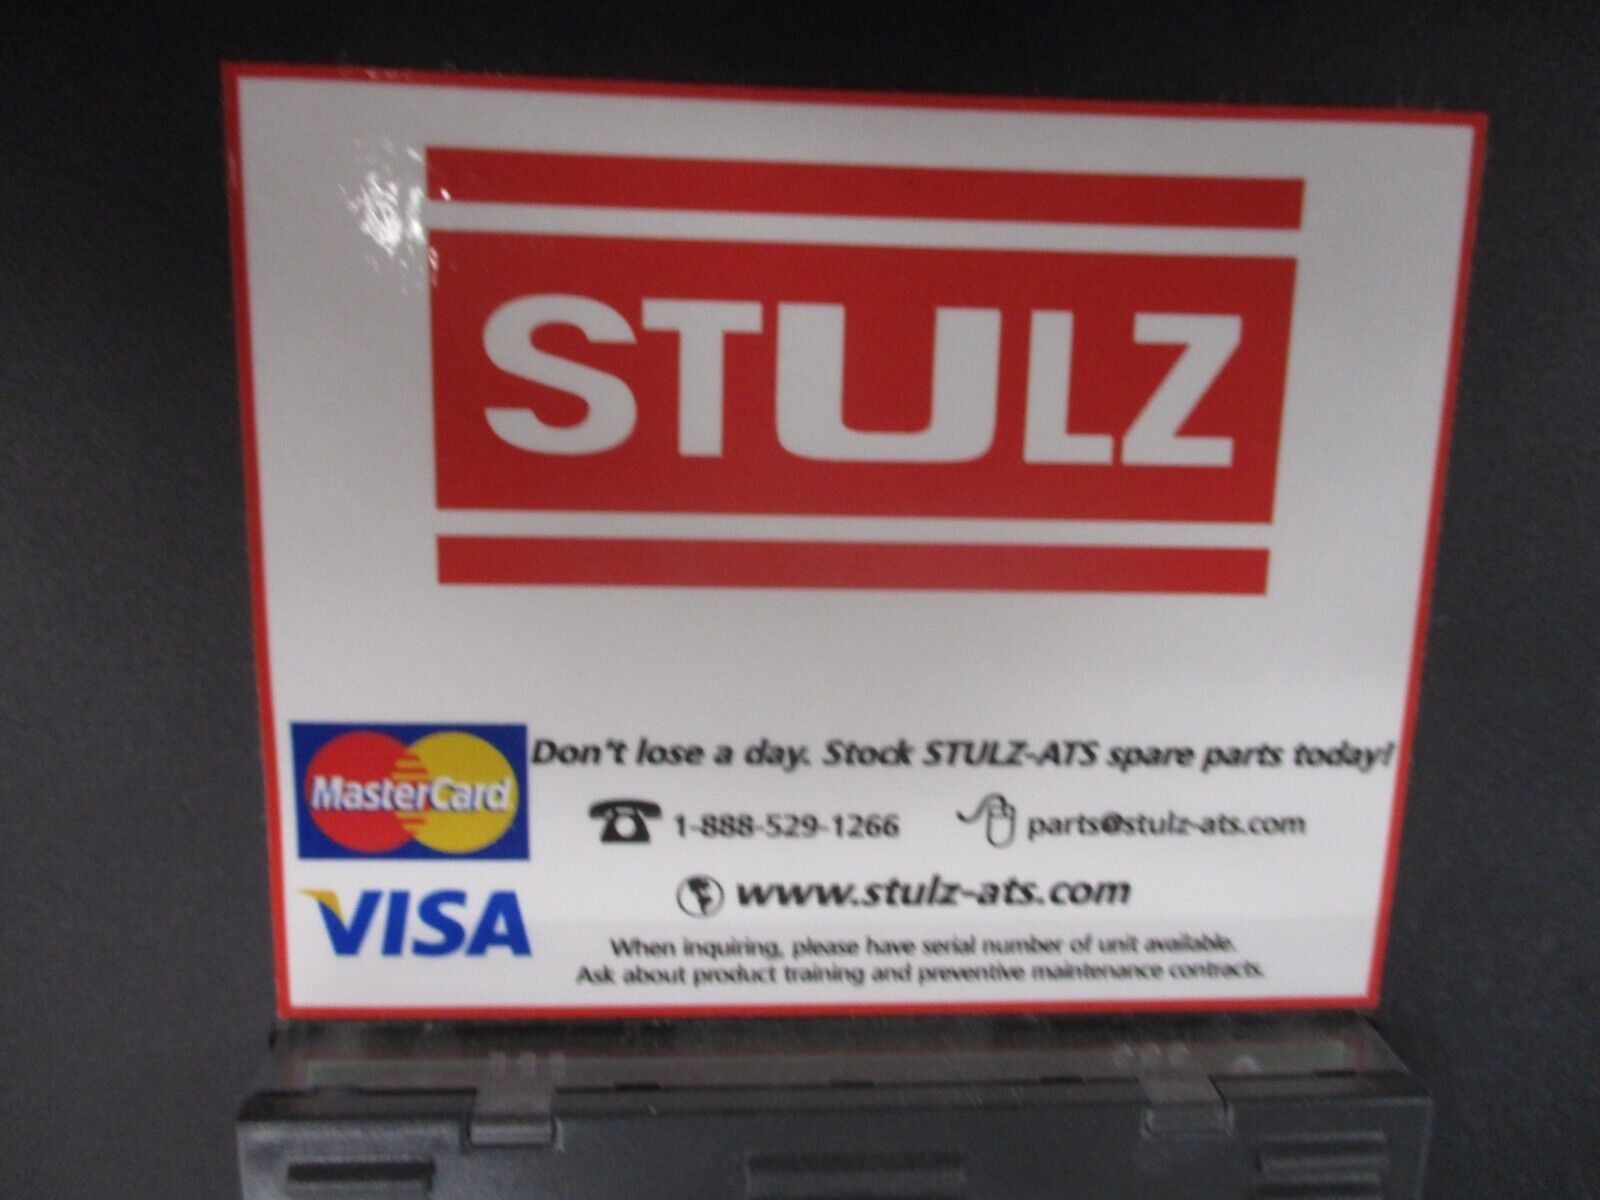 STULZ
MasterCard
Don't lose a day. Stock STULZ-ATS spare parts today!
1-888-529-1266 parts@stulz-ats.com
VISA
www.stulz-ats.com
When inquiring, please have serial number of unit available.
Ask about product training and preventive maintenance contracts.